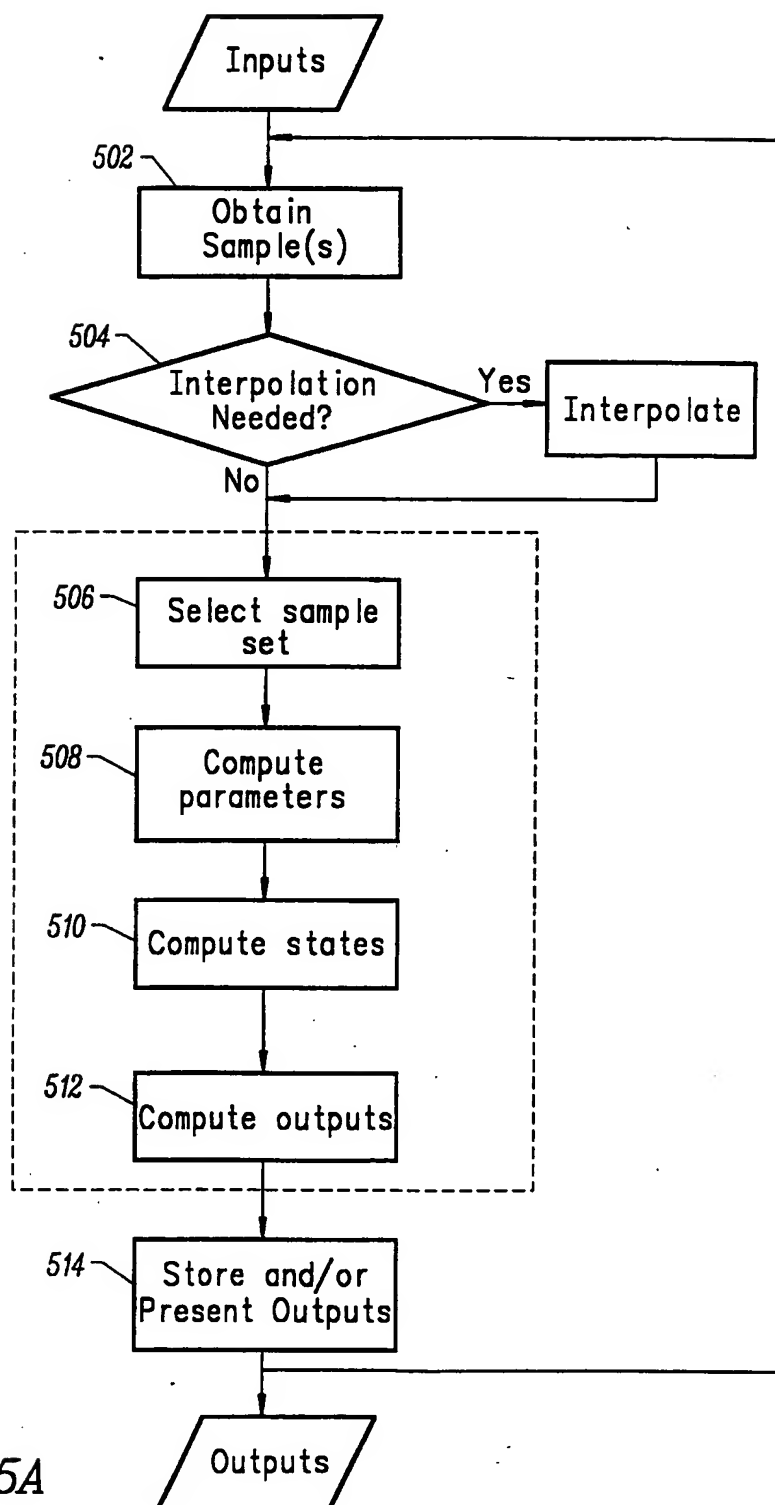 Inputs
502
Obtain
Sample(s)
504
Interpolation
Needed?
Yes
Interpolate
No
506
Select sample
set
508
Compute
parameters
510
Compute states
512
Compute outputs
514
Store and/or
Present Outputs
Outputs
5A